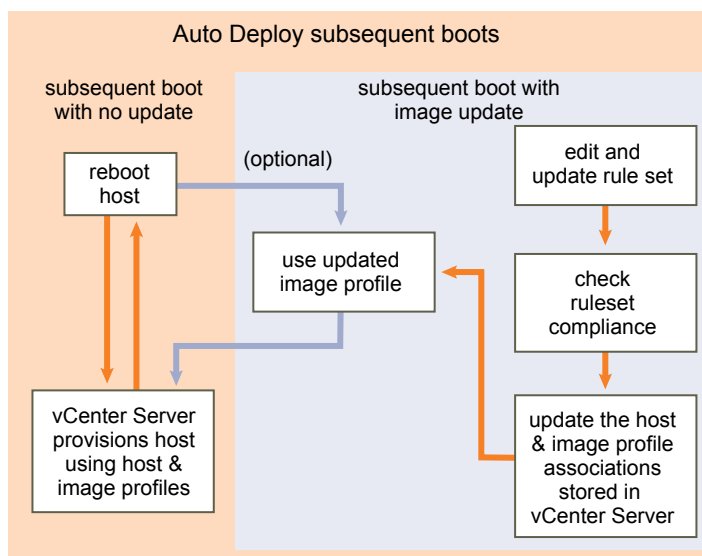 Auto Deploy subsequent boots
subsequent boot
with no update
subsequent boot with
image update
reboot
host
(optional)
edit and
update rule set
use updated
image profile
check
ruleset
compliance
vCenter Server
provisions host
using host &
image profiles
update the host
& image profile
associations
stored in
vCenter Server